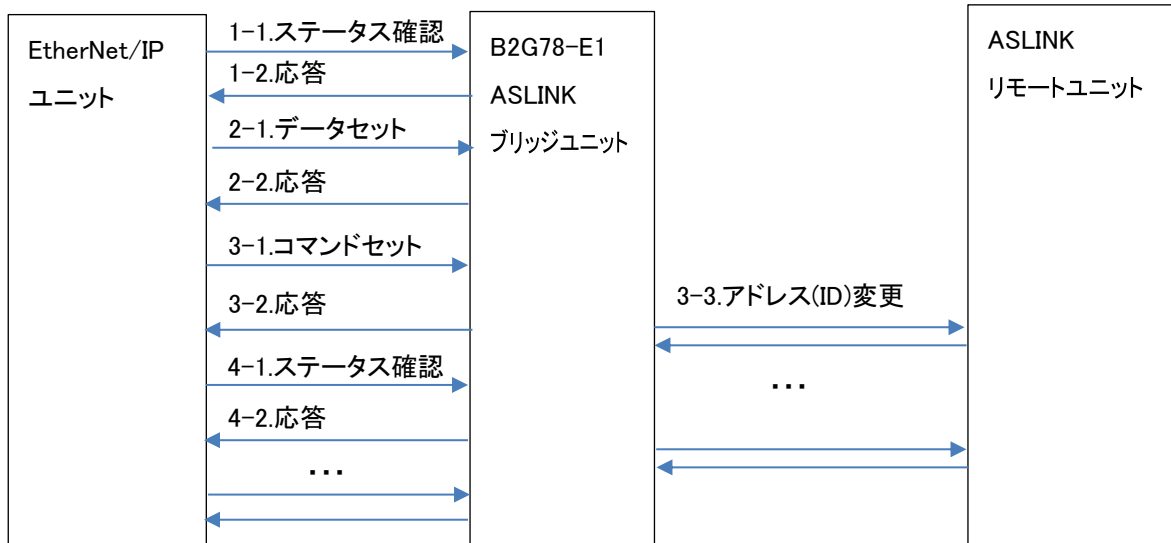 EtherNet/IP
ユニット
1-1.ステータス確認
1-2.応答
2-1.データセット
2-2.応答
3-1.コマンドセット
3-2.応答
4-1.ステータス確認
4-2.応答
・・・
B2G78-E1
ASLINK
ブリッジユニット
3-3.アドレス(ID)変更
・・・
ASLINK
リモートユニット